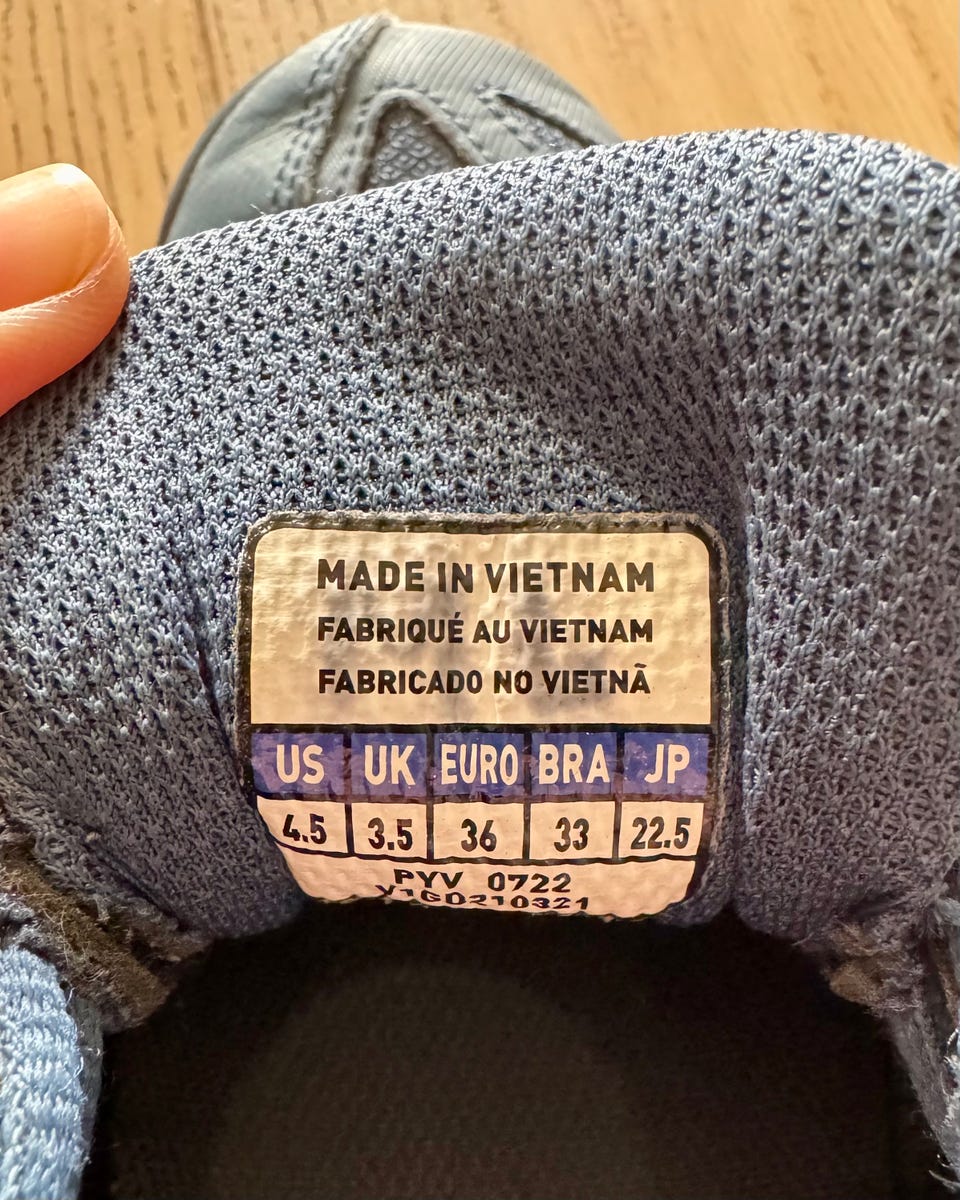 MADE IN VIETNAM
FABRIQUÉ AU VIETNAM
FABRICADO NO VIETNÃ
US UK EURO BRA JP
4.5 3.5 36 33 22.5
PYV 0722
V1GD210321